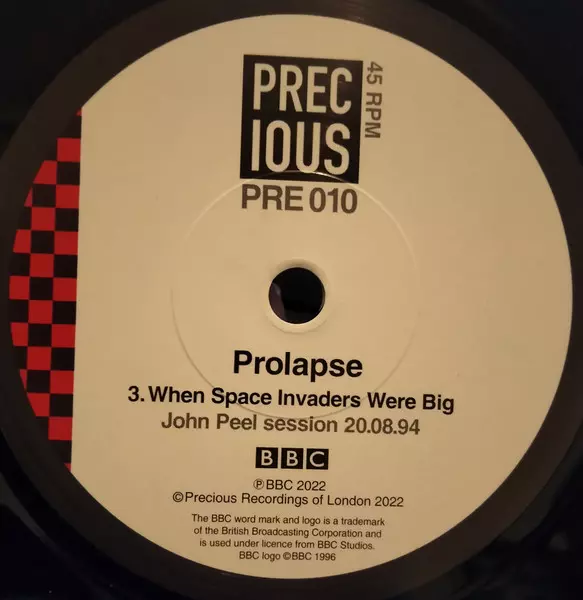 PREC
IOUS
45 RPM
PRE 010
Prolapse
3. When Space Invaders Were Big
John Peel session 20.08.94
BBC
℗ BBC 2022
© Precious Recordings of London 2022
The BBC word mark and logo is a trademark
of the British Broadcasting Corporation and
is used under licence from BBC Studios.
BBC logo © BBC 1996